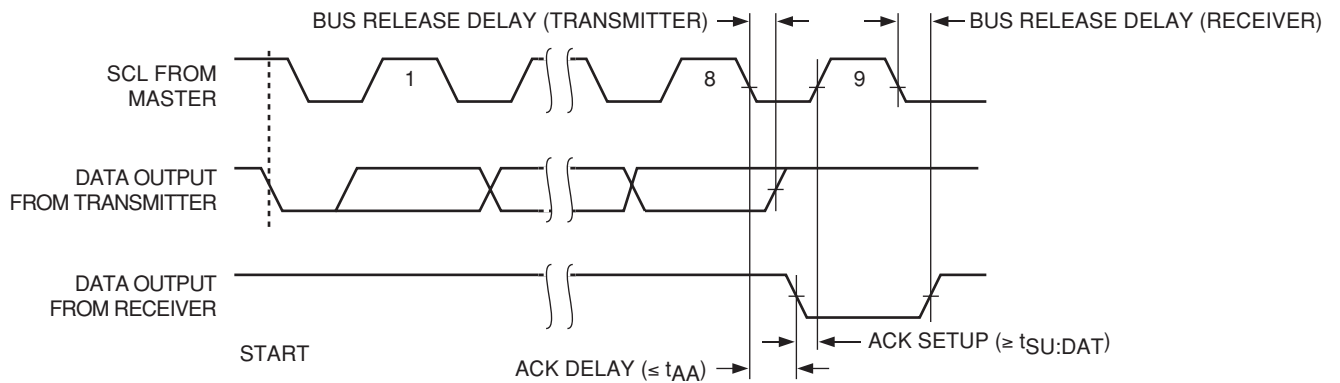 BUS RELEASE DELAY (TRANSMITTER)
BUS RELEASE DELAY (RECEIVER)
SCL FROM
MASTER
1
8
9
DATA OUTPUT
FROM TRANSMITTER
DATA OUTPUT
FROM RECEIVER
START
ACK SETUP (≥ tSU:DAT)
ACK DELAY (≤ tAA)